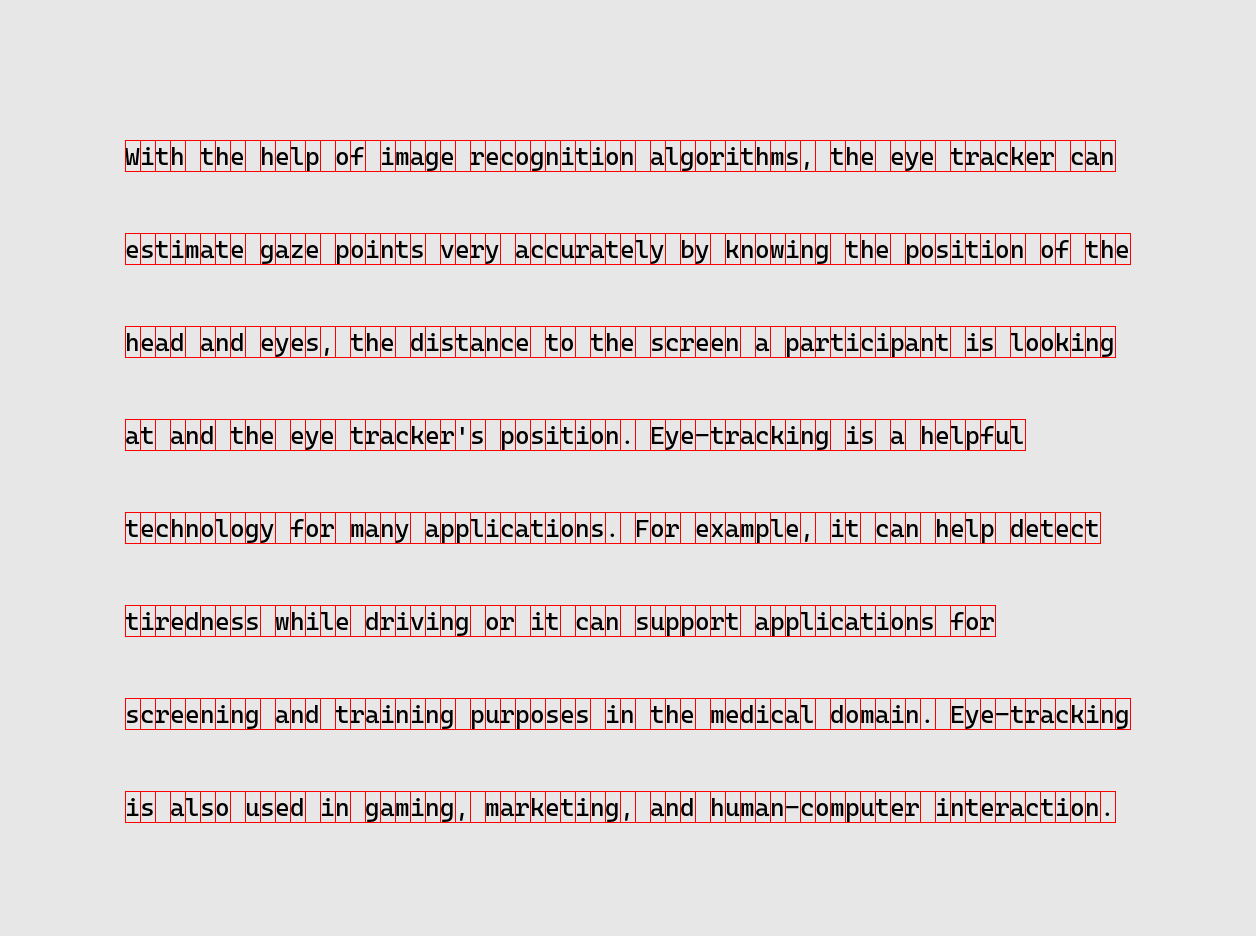 With the help of image recognition algorithms, the eye tracker can
estimate gaze points very accurately by knowing the position of the
head and eyes, the distance to the screen a participant is looking
at and the eye tracker's position. Eye-tracking is a helpful
technology for many applications. For example, it can help detect
tiredness while driving or it can support applications for
screening and training purposes in the medical domain. Eye-tracking
is also used in gaming, marketing, and human-computer interaction.